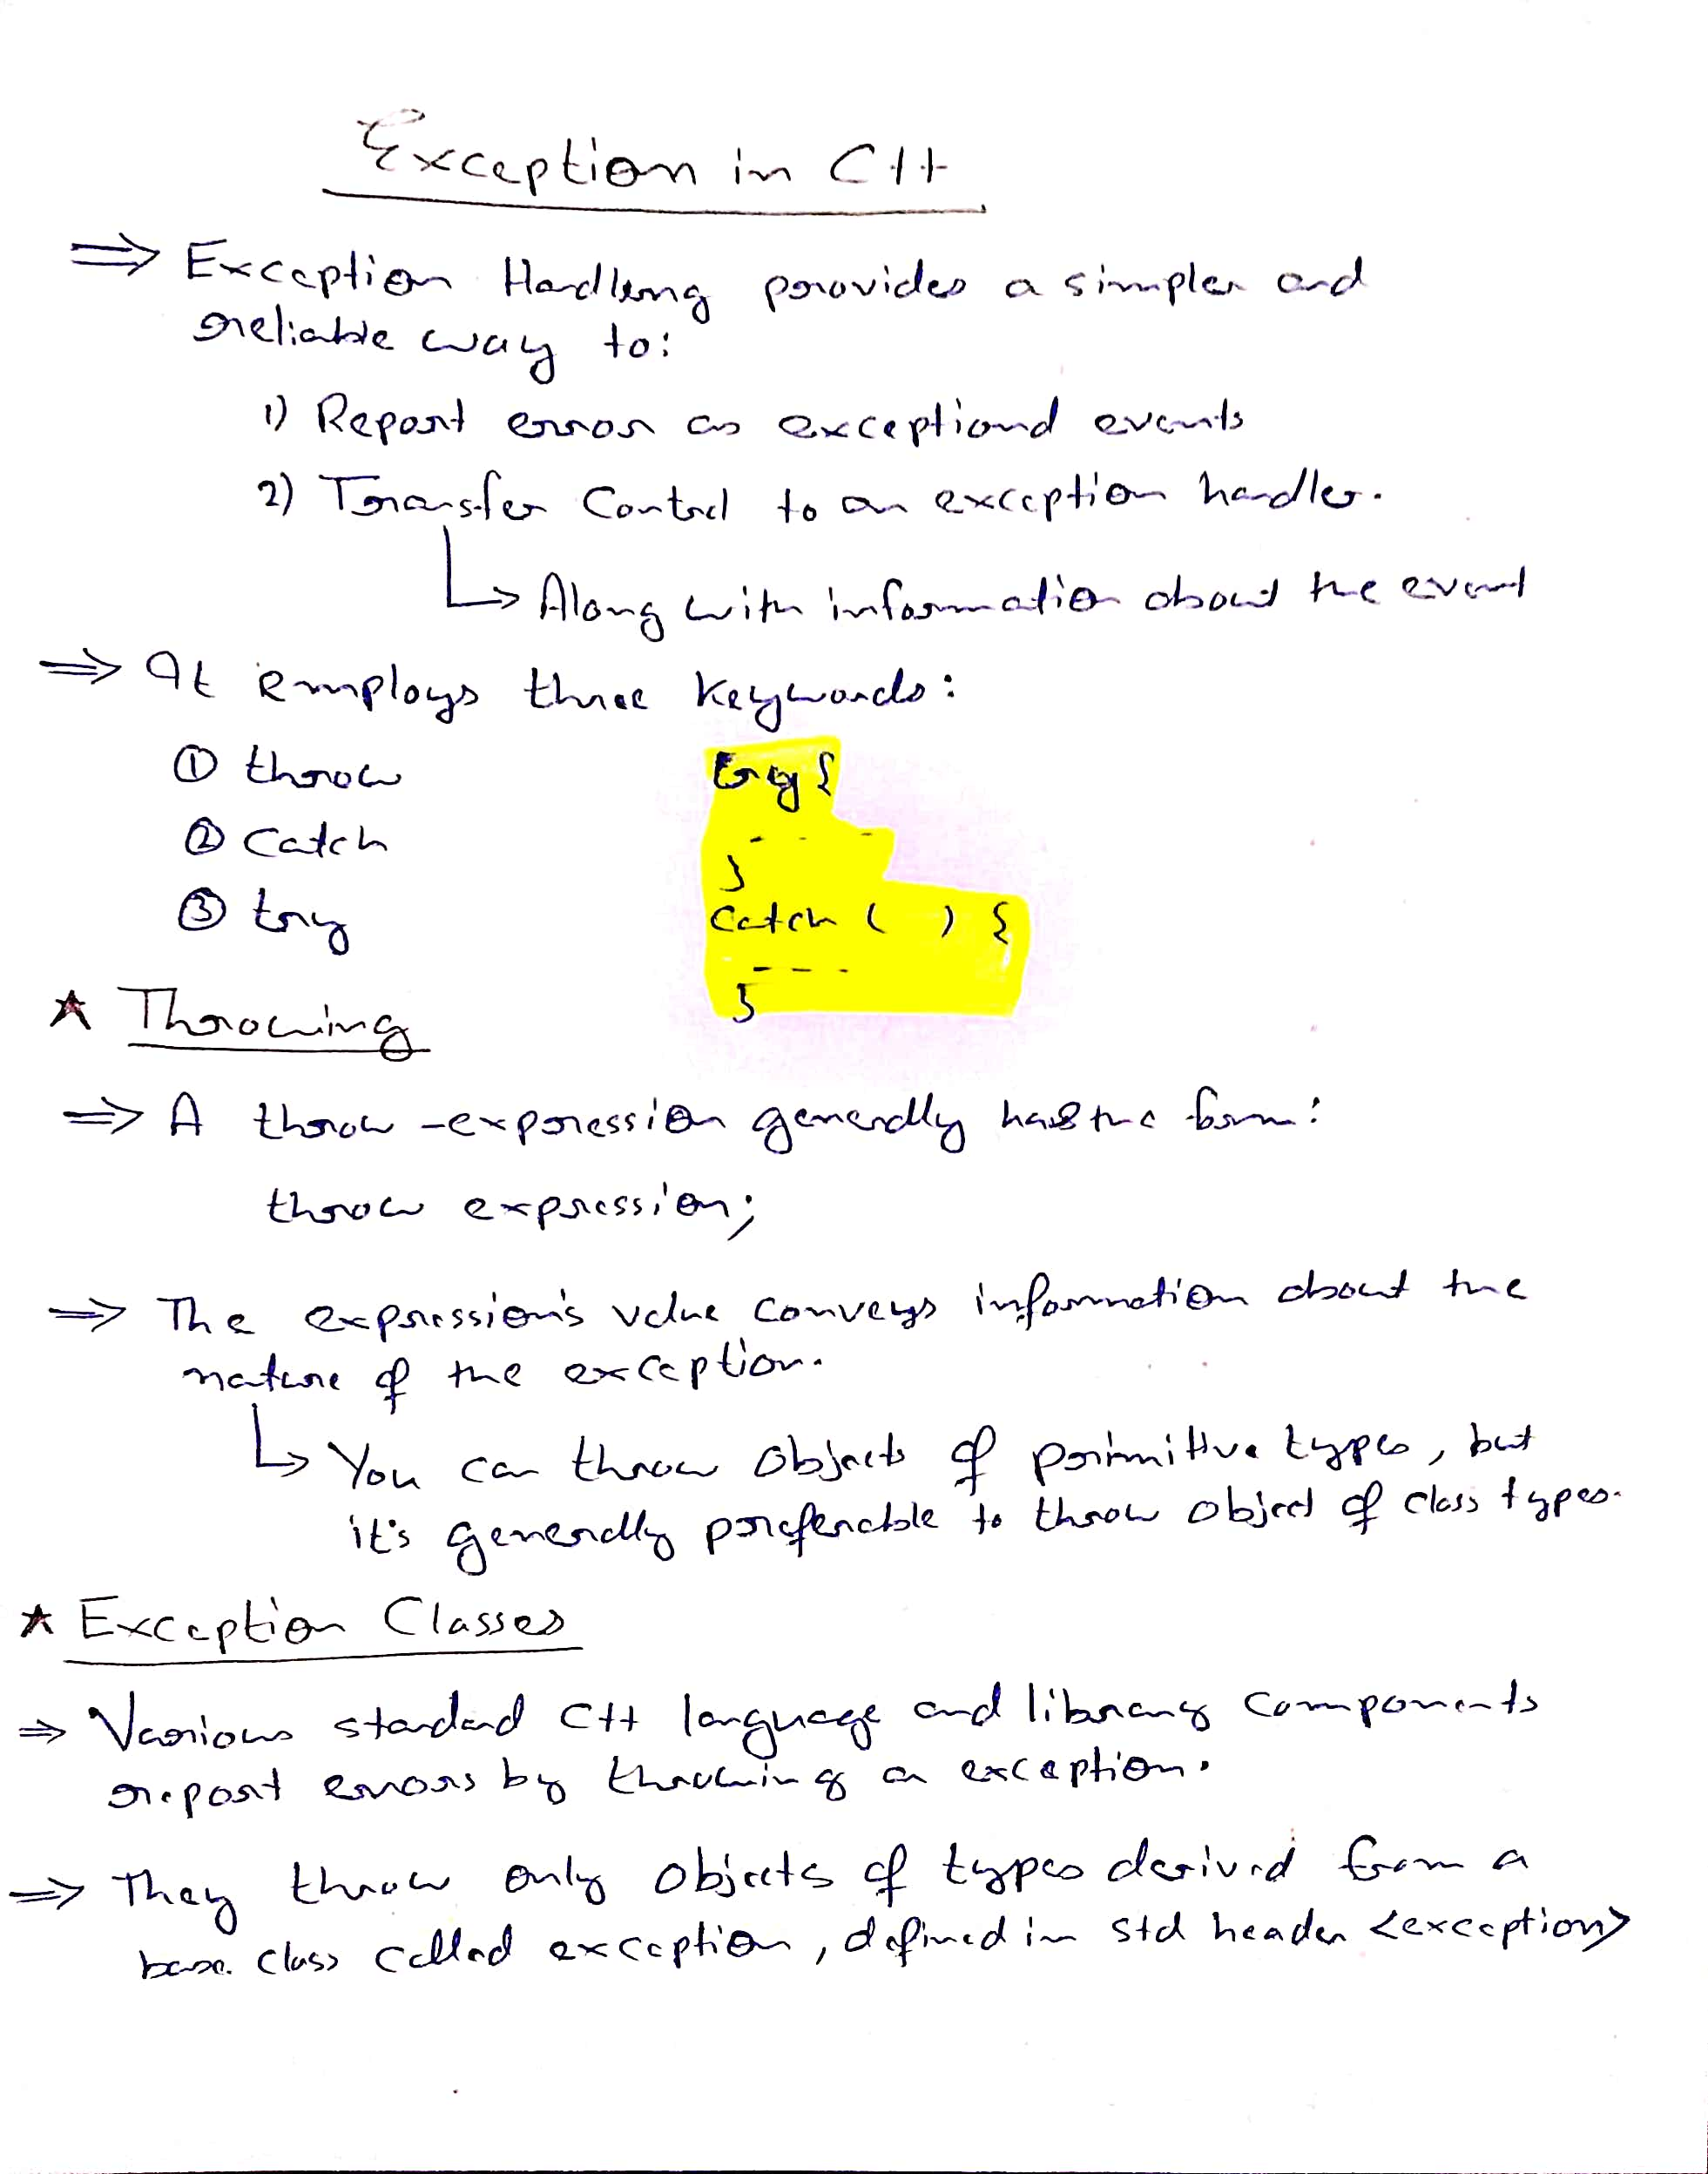 Exception in C++
⇒ Exception Handling provides a simpler and
reliable way to:
1) Report error as exceptional events
2) Transfer Control to an exception handler.
↳ Along with information about the event
⇒ It employs three keywords:
① throw
② Catch
③ try
try {
- - -
}
Catch ( ) {
- - - -
}
★ Throwing
⇒ A throw-expression generally has the form:
throw expression;
⇒ The expression's value conveys information about the
nature of the exception.
↳ You can throw objects of primitive types, but
it's generally preferable to throw object of class types.
★ Exception Classes
⇒ Various standard C++ language and library components
report errors by throwing an exception.
⇒ They throw only objects of types derived from a
base class called exception, defined in std header <exception>